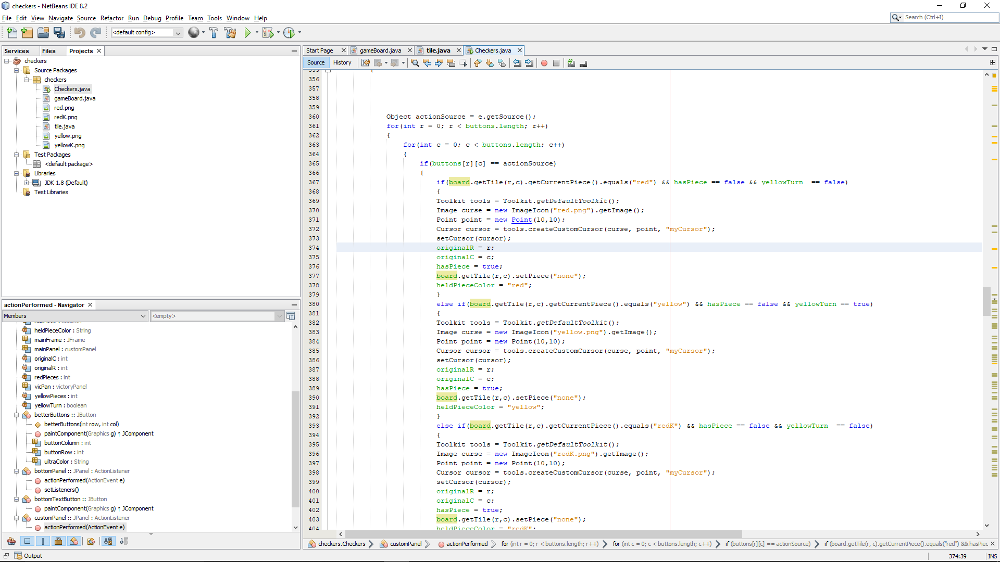 checkers - NetBeans IDE 8.2
File Edit View Navigate Source Refactor Run Debug Profile Team Tools Window Help
Search (Ctrl+I)
<default config>
Services Files Projects
checkers
Source Packages
checkers
Checkers.java
gameBoard.java
red.png
redK.png
tile.java
yellow.png
yellowK.png
Test Packages
<default package>
Libraries
JDK 1.8 (Default)
Test Libraries
actionPerformed - Navigator
Members <empty>
hasPiece : boolean
heldPieceColor : String
mainFrame : JFrame
mainPanel : customPanel
originalC : int
originalR : int
redPieces : int
vicPan : victoryPanel
yellowPieces : int
yellowTurn : boolean
betterButtons :: JButton
betterButtons(int row, int col)
paintComponent(Graphics g) ↑ JComponent
buttonColumn : int
buttonRow : int
ultraColor : String
bottomPanel :: JPanel : ActionListener
actionPerformed(ActionEvent e)
setListeners()
bottomTextButton :: JButton
paintComponent(Graphics g) ↑ JComponent
customPanel :: JPanel : ActionListener
actionPerformed(ActionEvent e)
Start Page gameBoard.java tile.java Checkers.java
Source History
355 {
356
357
358
359
360 Object actionSource = e.getSource();
361 for(int r = 0; r < buttons.length; r++)
362 {
363 for(int c = 0; c < buttons.length; c++)
364 {
365 if(buttons[r][c] == actionSource)
366 {
367 if(board.getTile(r,c).getCurrentPiece().equals("red") && hasPiece == false && yellowTurn  == false)
368 {
369 Toolkit tools = Toolkit.getDefaultToolkit();
370 Image curse = new ImageIcon("red.png").getImage();
371 Point point = new Point(10,10);
372 Cursor cursor = tools.createCustomCursor(curse, point, "myCursor");
373 setCursor(cursor);
374 originalR = r;
375 originalC = c;
376 hasPiece = true;
377 board.getTile(r,c).setPiece("none");
378 heldPieceColor = "red";
379 }
380 else if(board.getTile(r,c).getCurrentPiece().equals("yellow") && hasPiece == false && yellowTurn == true)
381 {
382 Toolkit tools = Toolkit.getDefaultToolkit();
383 Image curse = new ImageIcon("yellow.png").getImage();
384 Point point = new Point(10,10);
385 Cursor cursor = tools.createCustomCursor(curse, point, "myCursor");
386 setCursor(cursor);
387 originalR = r;
388 originalC = c;
389 hasPiece = true;
390 board.getTile(r,c).setPiece("none");
391 heldPieceColor = "yellow";
392 }
393 else if(board.getTile(r,c).getCurrentPiece().equals("redK") && hasPiece == false && yellowTurn  == false)
394 {
395 Toolkit tools = Toolkit.getDefaultToolkit();
396 Image curse = new ImageIcon("redK.png").getImage();
397 Point point = new Point(10,10);
398 Cursor cursor = tools.createCustomCursor(curse, point, "myCursor");
399 setCursor(cursor);
400 originalR = r;
401 originalC = c;
402 hasPiece = true;
403 board.getTile(r,c).setPiece("none");
404 heldPieceColor = "redK";
checkers.Checkers customPanel actionPerformed for (int r = 0; r < buttons.length; r++) for (int c = 0; c < buttons.length; c++) if (buttons[r][c] == actionSource) if (board.getTile(r, c).getCurrentPiece().equals("red") && hasPiec
Output
374:39 INS